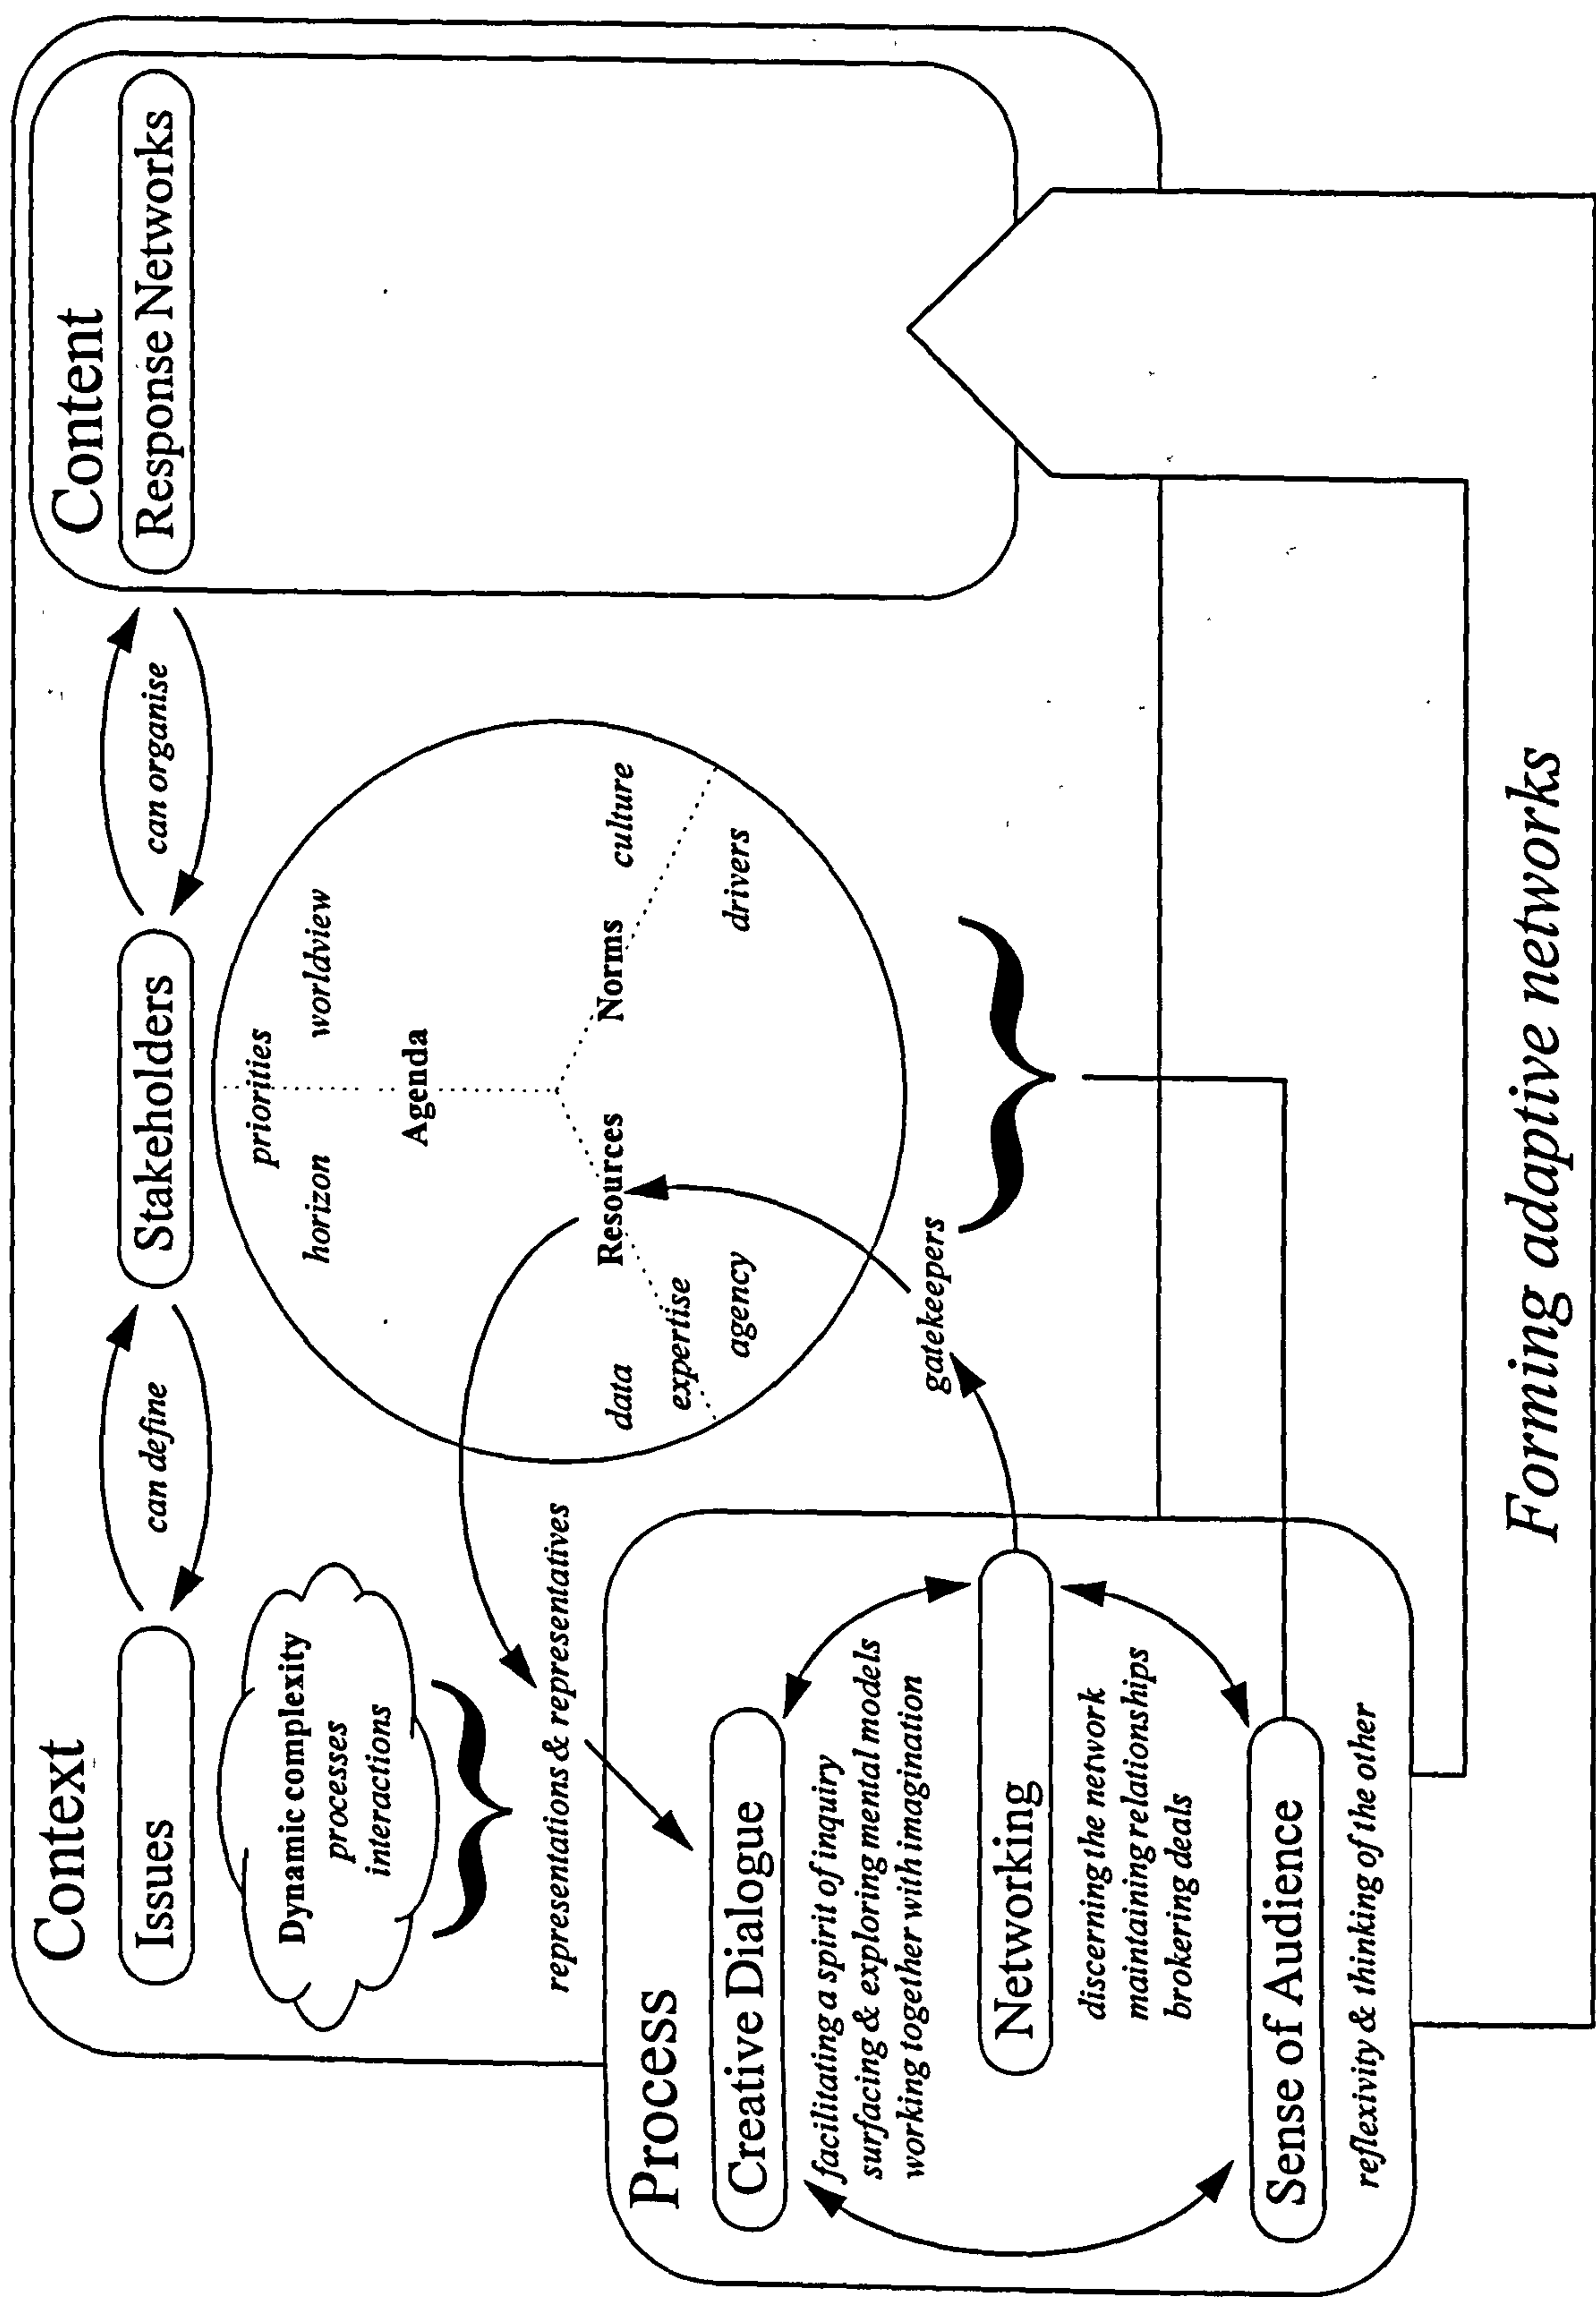 Context
Issues
can define
Stakeholders
can organise
Content
Response Networks
Dynamic complexity
processes
interactions
representations & representatives
priorities
horizon
worldview
Agenda
Resources
Norms
data
expertise
agency
culture
drivers
gatekeepers
Process
Creative Dialogue
facilitating a spirit of inquiry
surfacing & exploring mental models
working together with imagination
Networking
discerning the network
maintaining relationships
brokering deals
Sense of Audience
reflexivity & thinking of the other
Forming adaptive networks